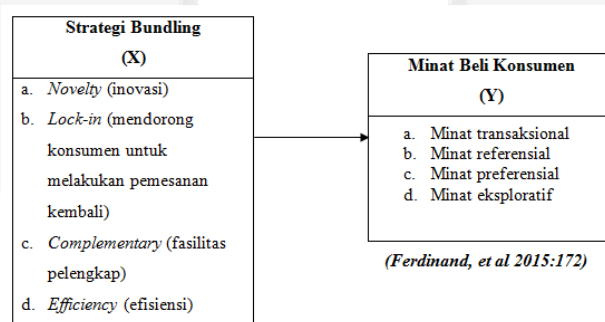 Strategi Bundling
(X)
a. Novelty (inovasi)
b. Lock-in (mendorong
konsumen untuk
melakukan pemesanan
kembali)
c. Complementary (fasilitas
pelengkap)
d. Efficiency (efisiensi)
Minat Beli Konsumen
(Y)
a. Minat transaksional
b. Minat referensial
c. Minat preferensial
d. Minat eksploratif
(Ferdinand, et al 2015:172)